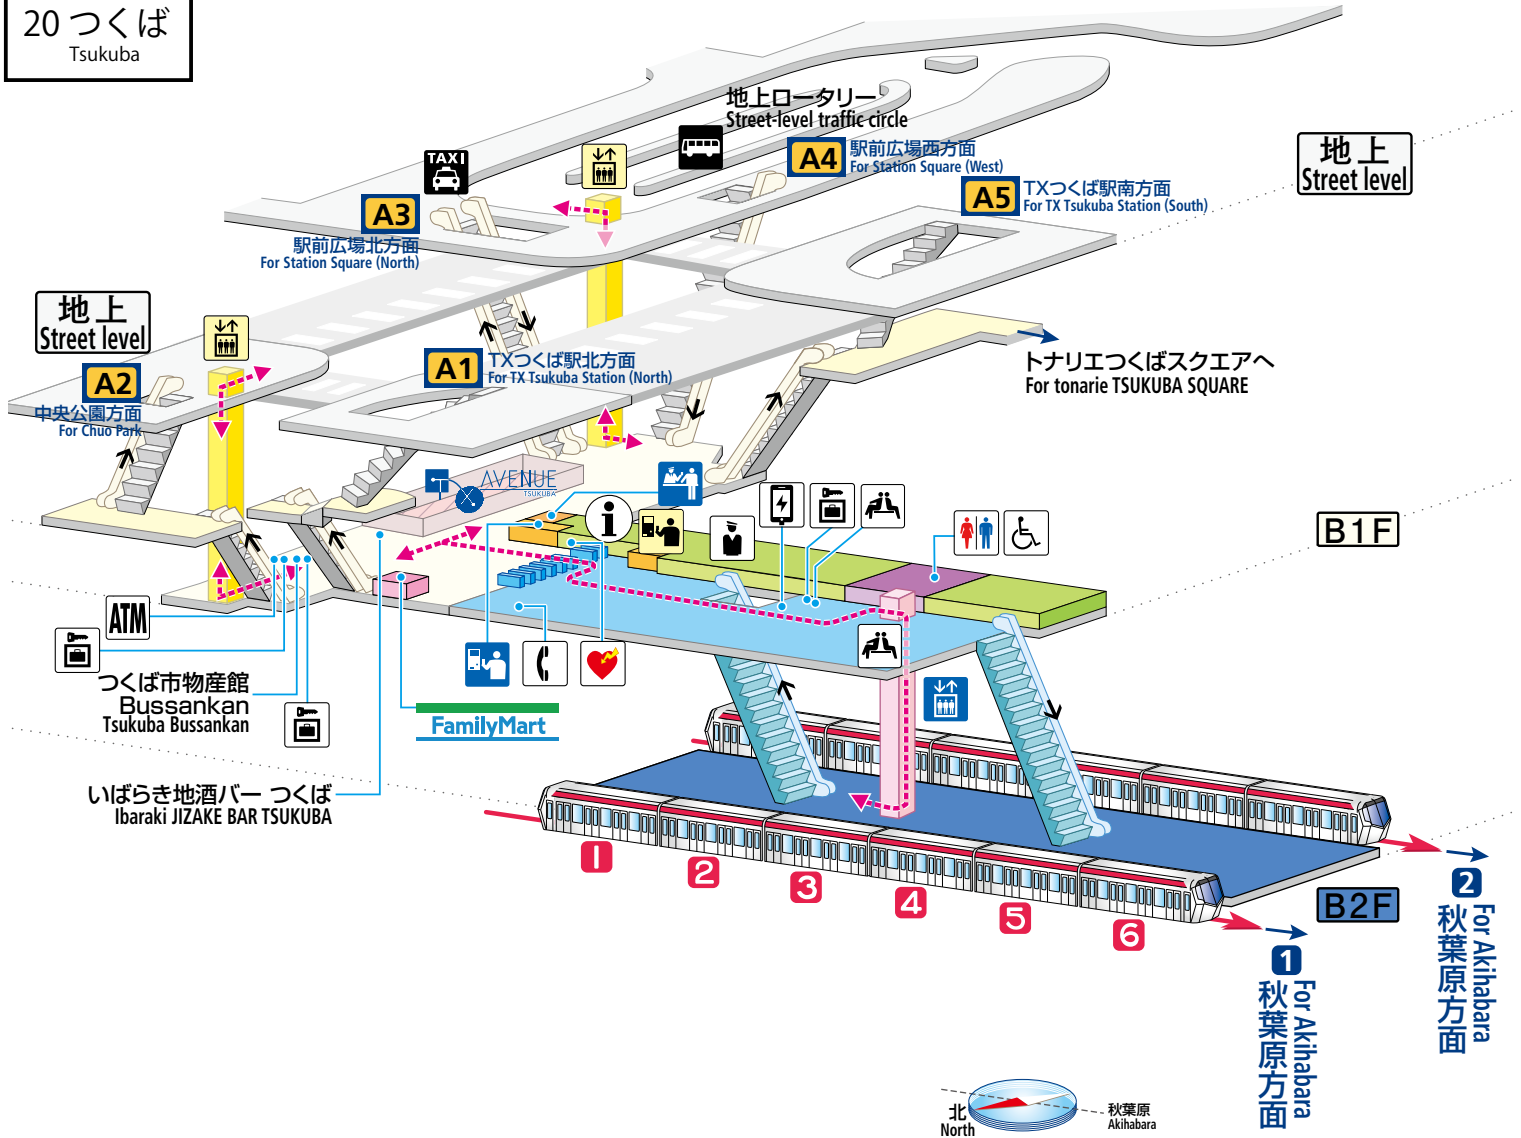 20 つくば
Tsukuba
地上ロータリー
Street-level traffic circle
TAXI
A4
駅前広場西方面
For Station Square (West)
地上
Street level
A3
駅前広場北方面
For Station Square (North)
A5
TXつくば駅南方面
For TX Tsukuba Station (South)
地上
Street level
A2
中央公園方面
For Chuo Park
A1
TXつくば駅北方面
For TX Tsukuba Station (North)
トナリエつくばスクエアへ
For tonarie TSUKUBA SQUARE
AVENUE
TSUKUBA
i
B1F
ATM
つくば市物産館
Bussankan
Tsukuba Bussankan
FamilyMart
いばらき地酒バー つくば
Ibaraki JIZAKE BAR TSUKUBA
1
2
3
4
5
6
B2F
1
秋葉原方面
For Akihabara
2
秋葉原方面
For Akihabara
北
North
秋葉原
Akihabara